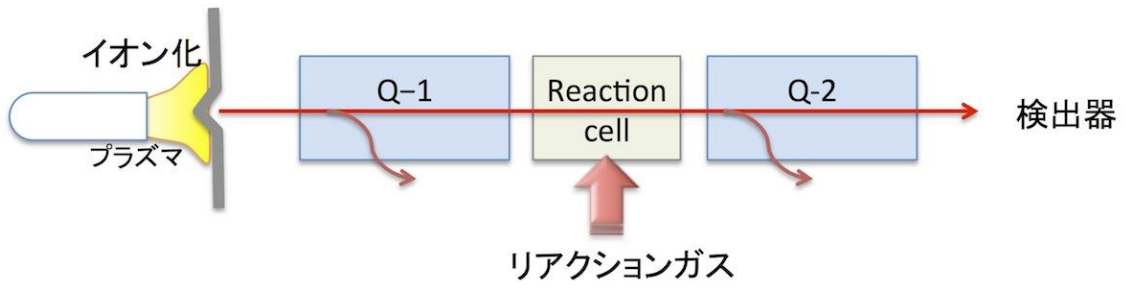 イオン化
プラズマ
Q−1
Reaction
cell
Q-2
検出器
リアクションガス